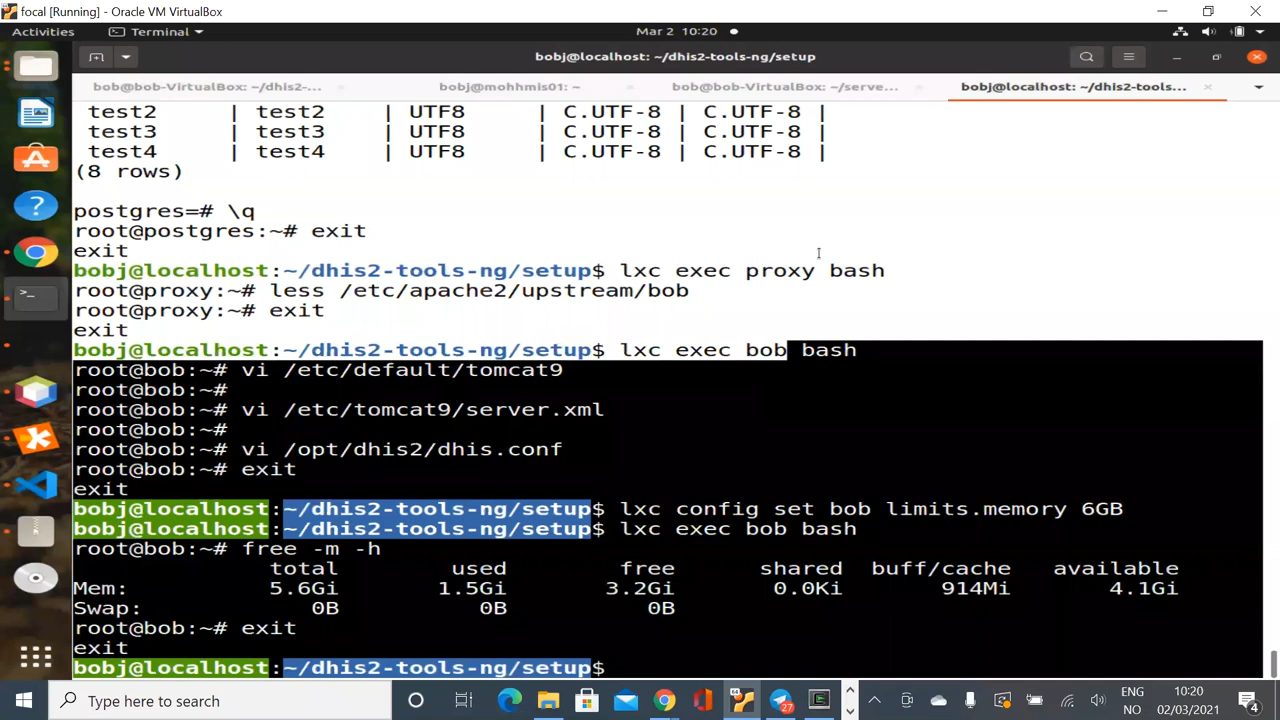 focal [Running] - Oracle VM VirtualBox
Activities
Terminal
Mar 2 10:20
bobj@localhost: ~/dhis2-tools-ng/setup
bob@bob-VirtualBox: ~/dhis2-...
bobj@mohhmis01: ~
bob@bob-VirtualBox: ~/serve...
bobj@localhost: ~/dhis2-tools...
test2 | test2 | UTF8 | C.UTF-8 | C.UTF-8 |
test3 | test3 | UTF8 | C.UTF-8 | C.UTF-8 |
test4 | test4 | UTF8 | C.UTF-8 | C.UTF-8 |
(8 rows)
postgres=# \q
root@postgres:~# exit
exit
bobj@localhost:~/dhis2-tools-ng/setup$ lxc exec proxy bash
root@proxy:~# less /etc/apache2/upstream/bob
root@proxy:~# exit
exit
bobj@localhost:~/dhis2-tools-ng/setup$ lxc exec bob bash
root@bob:~# vi /etc/default/tomcat9
root@bob:~#
root@bob:~# vi /etc/tomcat9/server.xml
root@bob:~#
root@bob:~# vi /opt/dhis2/dhis.conf
root@bob:~# exit
exit
bobj@localhost:~/dhis2-tools-ng/setup$ lxc config set bob limits.memory 6GB
bobj@localhost:~/dhis2-tools-ng/setup$ lxc exec bob bash
root@bob:~# free -m -h
total used free shared buff/cache available
Mem: 5.6Gi 1.5Gi 3.2Gi 0.0Ki 914Mi 4.1Gi
Swap: 0B 0B 0B
root@bob:~# exit
exit
bobj@localhost:~/dhis2-tools-ng/setup$
Type here to search
27
ENG
NO
10:20
02/03/2021
4